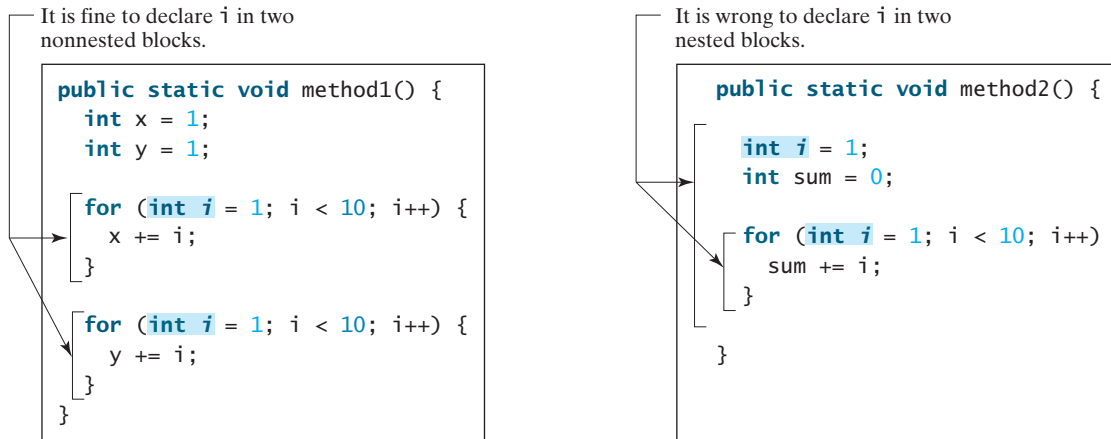 It is fine to declare i in two
nonnested blocks.
public static void method1() {
int x = 1;
int y = 1;
for (int i = 1; i < 10; i++) {
x += i;
}
for (int i = 1; i < 10; i++) {
y += i;
}
}
It is wrong to declare i in two
nested blocks.
public static void method2() {
int i = 1;
int sum = 0;
for (int i = 1; i < 10; i++)
sum += i;
}
}